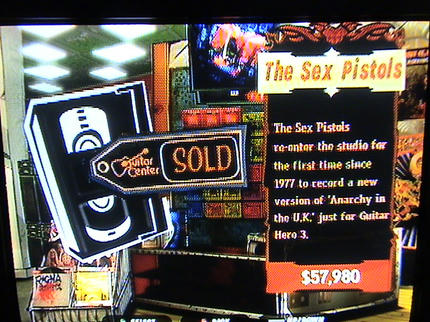 The Sex Pistols
Guitar
Center
SOLD
The Sex Pistols
re-enter the studio for
the first time since
1977 to record a new
version of 'Anarchy in
the U.K.' just for Guitar
Hero 3.
$57,980